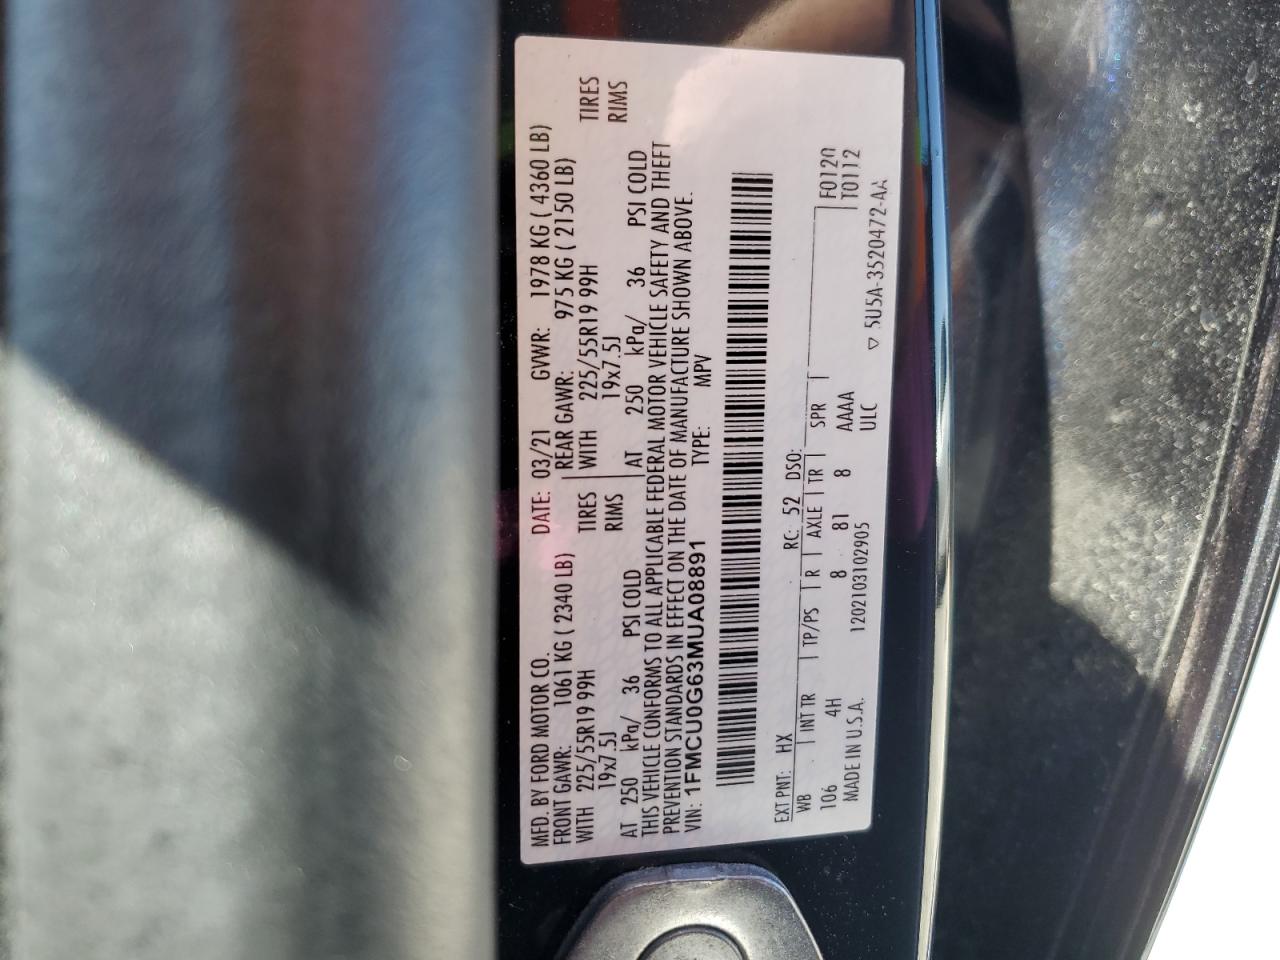 MFD. BY FORD MOTOR CO. DATE: 03/21 GVWR: 1978 KG ( 4360 LB)
FRONT GAWR: 1061 KG ( 2340 LB) REAR GAWR: 975 KG ( 2150 LB)
WITH 225/55R19 99H TIRES WITH 225/55R19 99H TIRES
19x7.5J RIMS 19x7.5J RIMS
AT 250 kPa/ 36 PSI COLD AT 250 kPa/ 36 PSI COLD
THIS VEHICLE CONFORMS TO ALL APPLICABLE FEDERAL MOTOR VEHICLE SAFETY AND THEFT
PREVENTION STANDARDS IN EFFECT ON THE DATE OF MANUFACTURE SHOWN ABOVE.
VIN: 1FMCU0G63MUA08891 TYPE: MPV
EXT PNT: HX RC: 52 DSO:
WB INT TR TP/PS R AXLE TR SPR F0120
106 4H 8 81 8 AAAA T0112
MADE IN U.S.A. 1202103102905 ULC
▽ 5U5A-3520472-AA